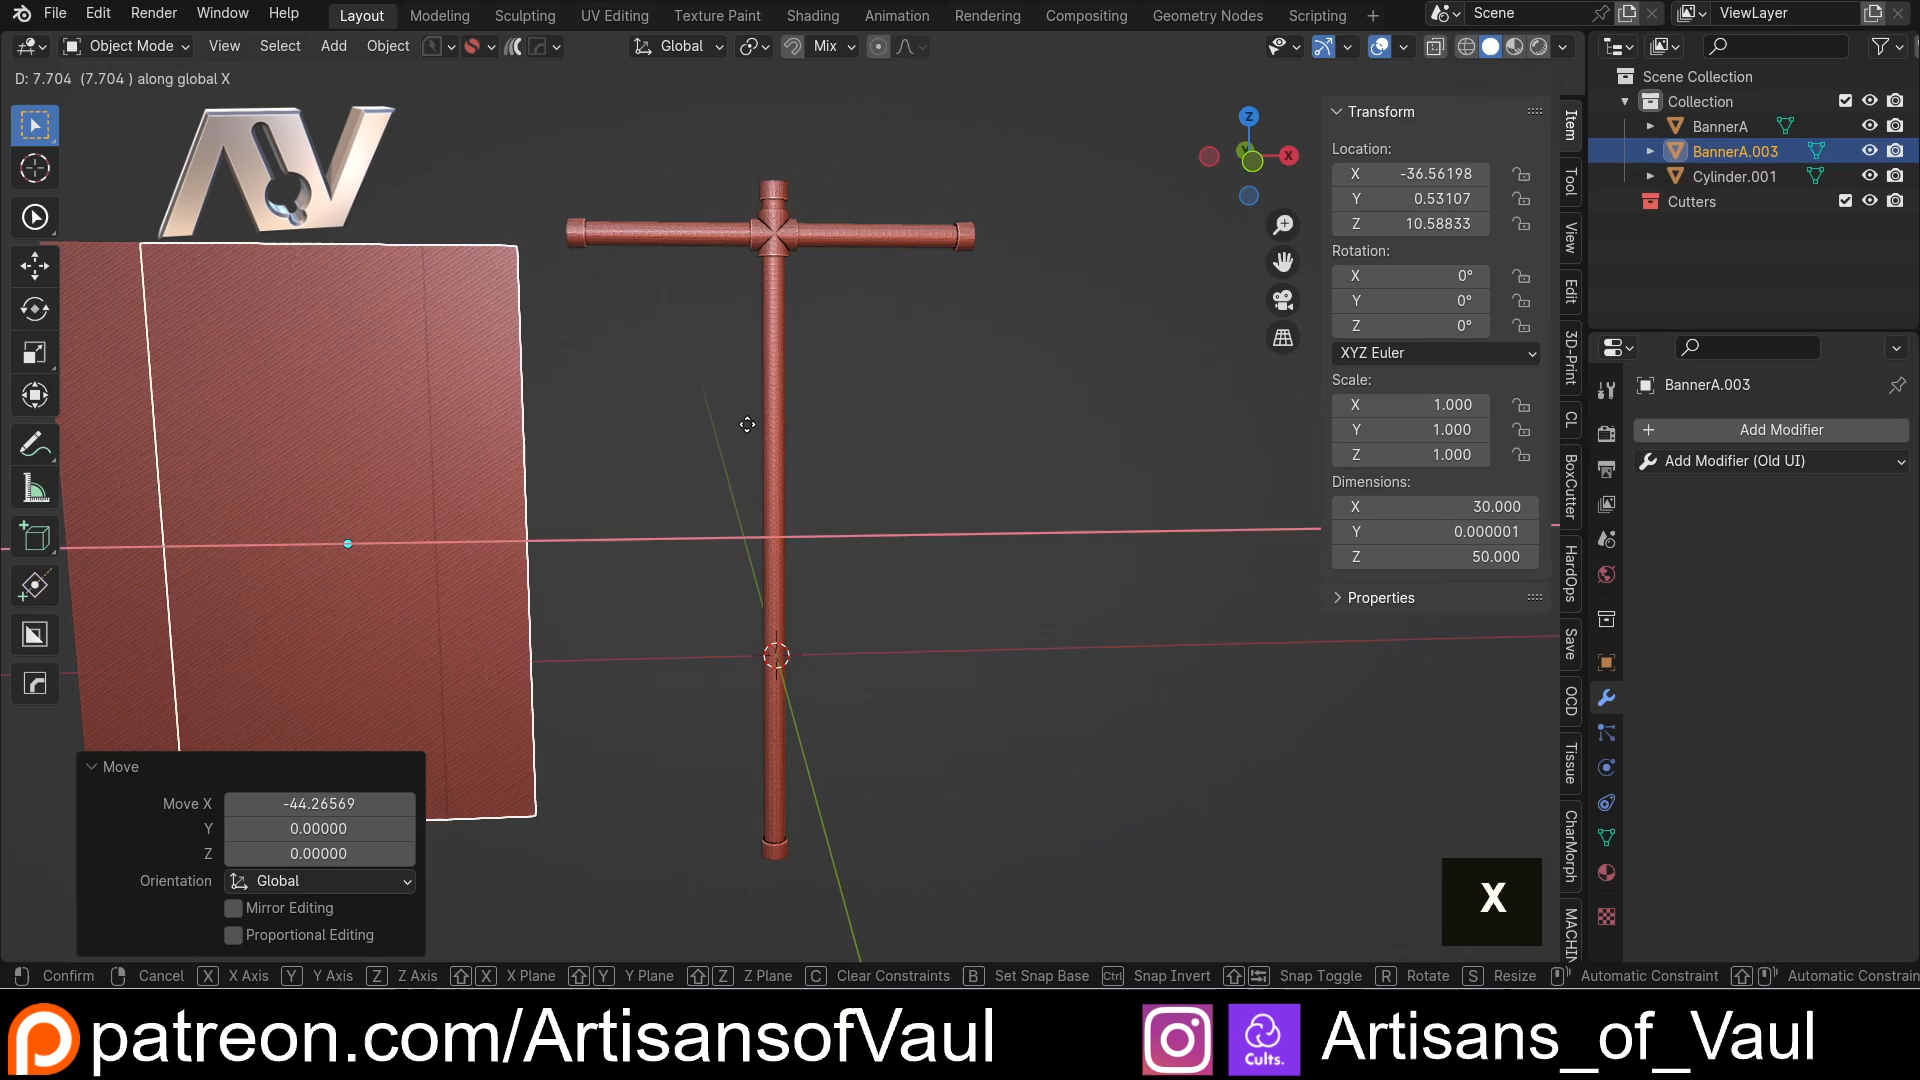 File Edit Render Window Help Layout Modeling Sculpting UV Editing Texture Paint Shading Animation Rendering Compositing Geometry Nodes Scripting + Scene ViewLayer
Object Mode View Select Add Object Global Mix
D: 7.704 (7.704 ) along global X
Scene Collection
Collection
BannerA
BannerA.003
Cylinder.001
Cutters
Z
X
Transform
Location:
X -36.56198
Y 0.53107
Z 10.58833
Rotation:
X 0°
Y 0°
Z 0°
XYZ Euler
Scale:
X 1.000
Y 1.000
Z 1.000
Dimensions:
X 30.000
Y 0.000001
Z 50.000
Properties
Item
Tool
View
Edit
3D-Print
CL
BoxCutter
HardOps
Save
OCD
Tissue
CharMorph
MACHIN
BannerA.003
+ Add Modifier
Add Modifier (Old UI)
Move
Move X -44.26569
Y 0.00000
Z 0.00000
Orientation Global
Mirror Editing
Proportional Editing
X
Confirm Cancel X X Axis Y Y Axis Z Z Axis X X Plane Y Y Plane Z Z Plane C Clear Constraints B Set Snap Base Ctrl Snap Invert Snap Toggle R Rotate S Resize Automatic Constraint Automatic Constrain
patreon.com/ArtisansofVaul Cults. Artisans_of_Vaul